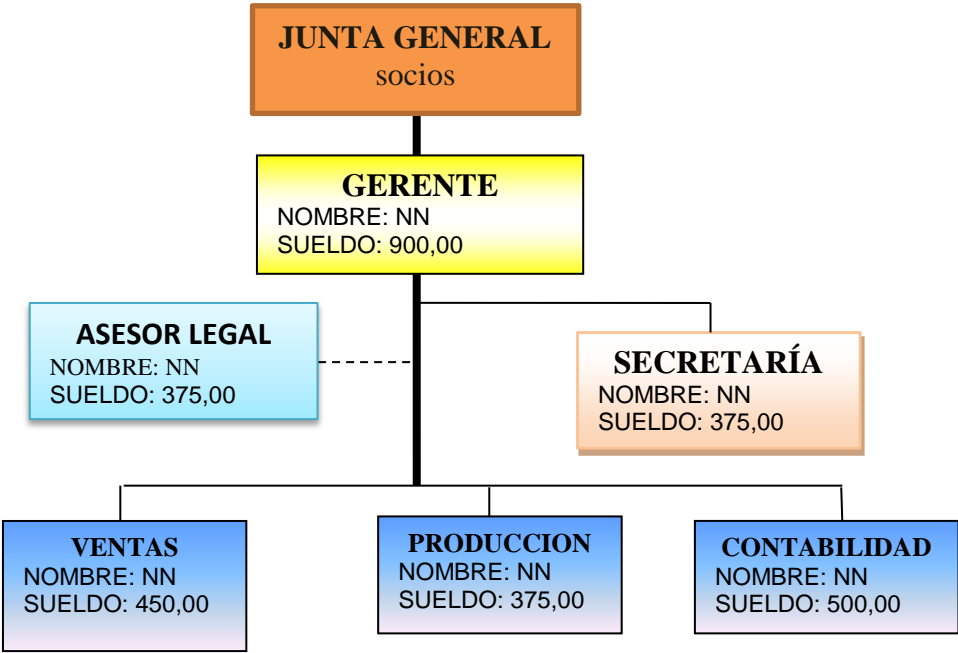 JUNTA GENERAL
socios
GERENTE
NOMBRE: NN
SUELDO: 900,00
ASESOR LEGAL
NOMBRE: NN
SUELDO: 375,00
SECRETARÍA
NOMBRE: NN
SUELDO: 375,00
VENTAS
NOMBRE: NN
SUELDO: 450,00
PRODUCCION
NOMBRE: NN
SUELDO: 375,00
CONTABILIDAD
NOMBRE: NN
SUELDO: 500,00